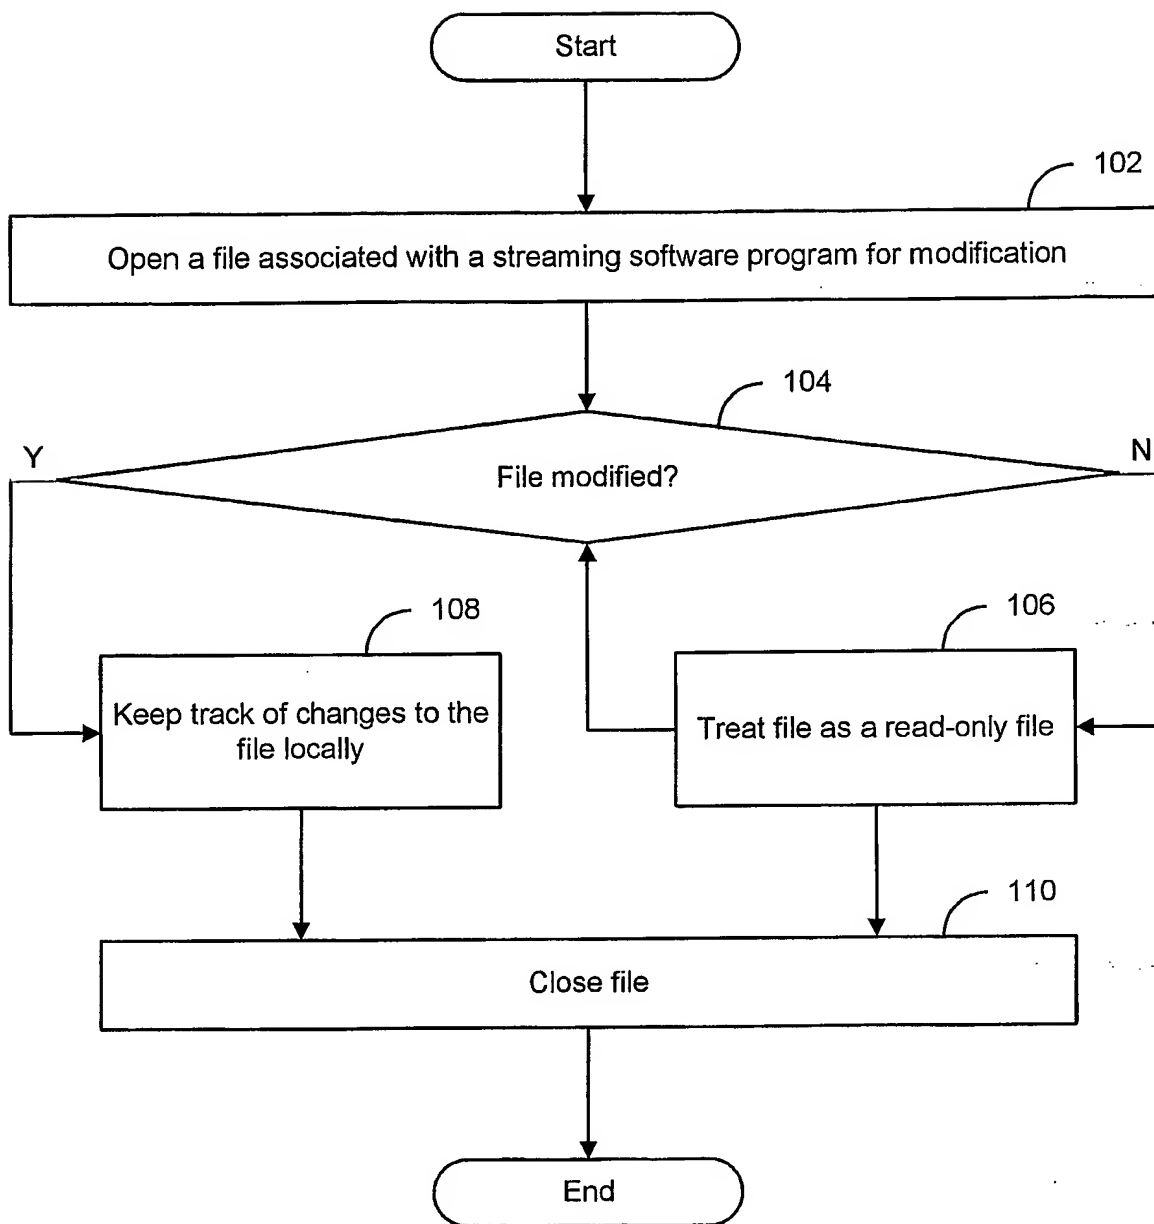 Start
102
Open a file associated with a streaming software program for modification
104
Y
N
File modified?
108
106
Keep track of changes to the
file locally
Treat file as a read-only file
110
Close file
End